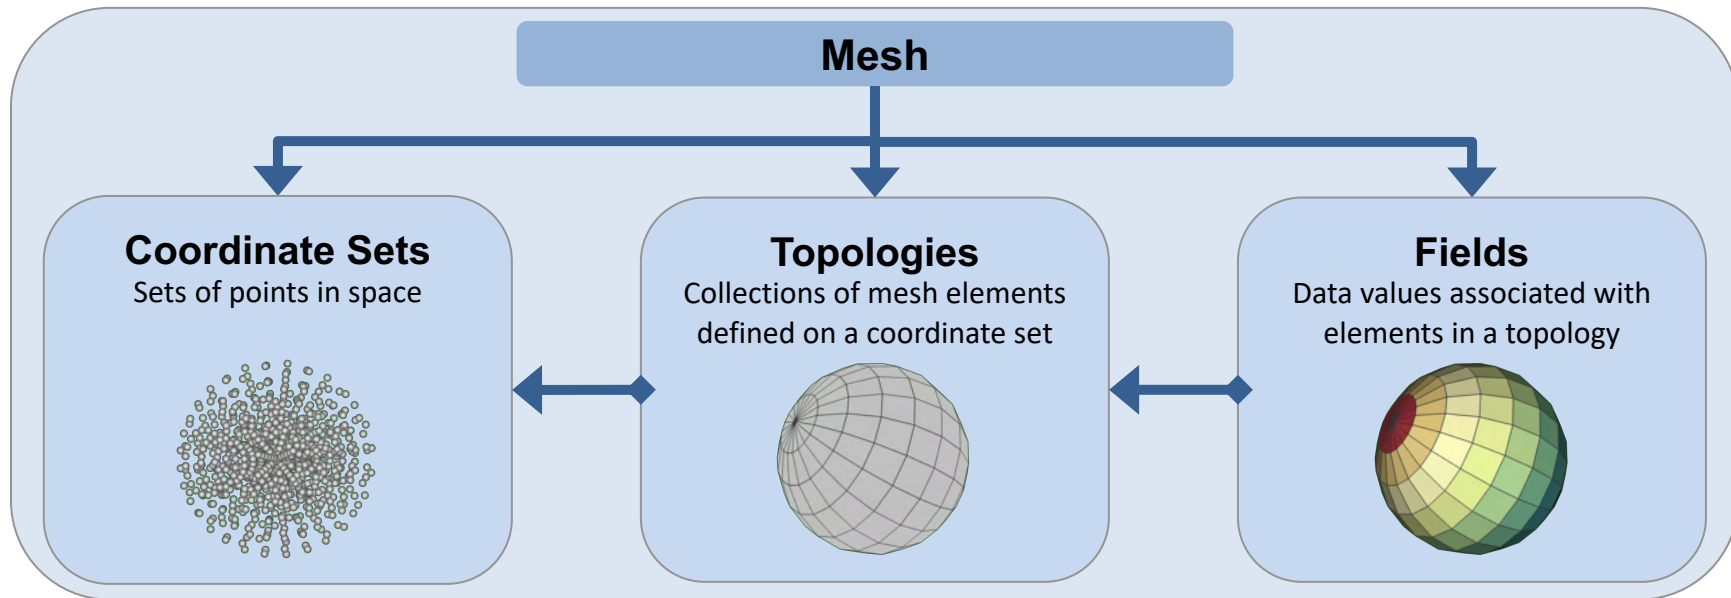 Mesh
Coordinate Sets
Sets of points in space
Topologies
Collections of mesh elements
defined on a coordinate set
Fields
Data values associated with
elements in a topology